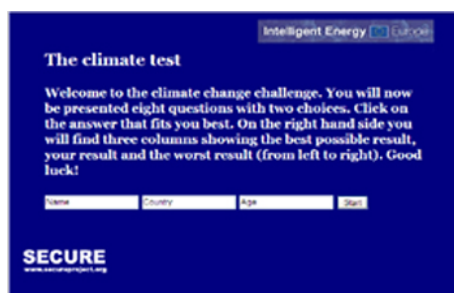 Intelligent Energy Europe
The climate test
Welcome to the climate change challenge. You will now
be presented eight questions with two choices. Click on
the answer that fits you best. On the right hand side you
will find three columns showing the best possible result,
your result and the worst result (from left to right). Good
luck!
Name Country Age Start
SECURE
www.secureproject.org